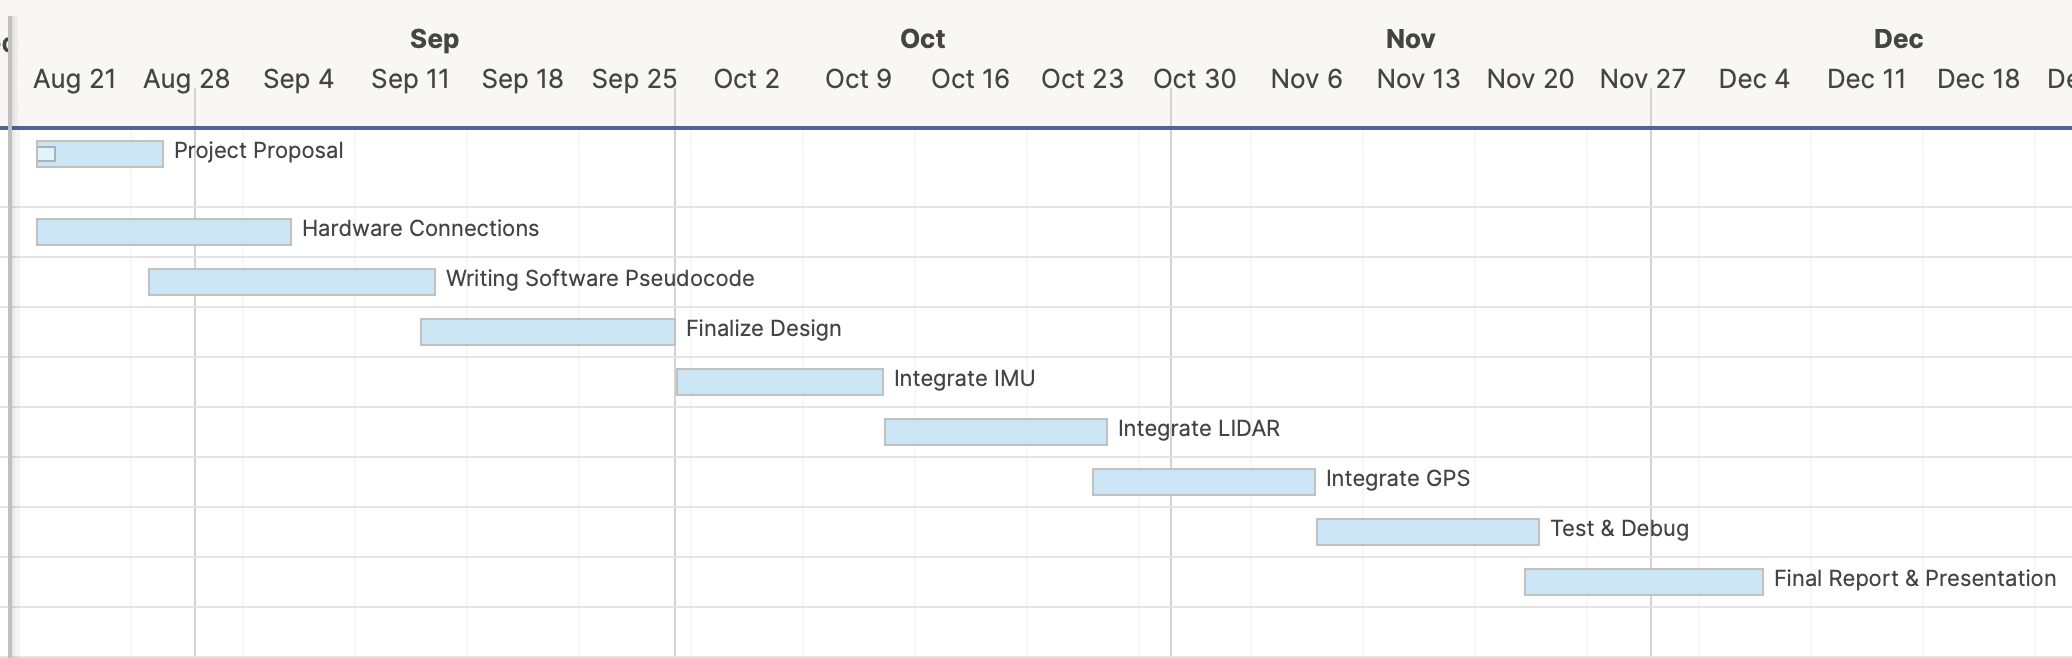 Sep Oct Nov Dec
Aug 21 Aug 28 Sep 4 Sep 11 Sep 18 Sep 25 Oct 2 Oct 9 Oct 16 Oct 23 Oct 30 Nov 6 Nov 13 Nov 20 Nov 27 Dec 4 Dec 11 Dec 18
Project Proposal
Hardware Connections
Writing Software Pseudocode
Finalize Design
Integrate IMU
Integrate LIDAR
Integrate GPS
Test & Debug
Final Report & Presentation